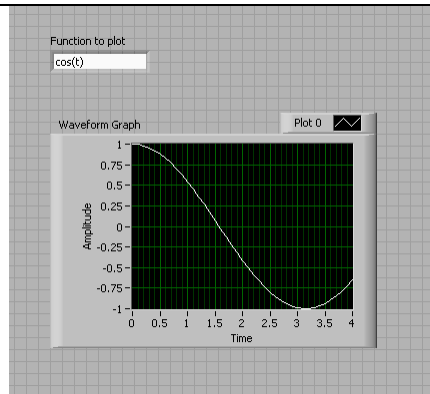 Function to plot
cos(t)
Waveform Graph
Plot 0
Amplitude
1
0.75
0.5
0.25
0
-0.25
-0.5
-0.75
-1
0 0.5 1 1.5 2 2.5 3 3.5 4
Time